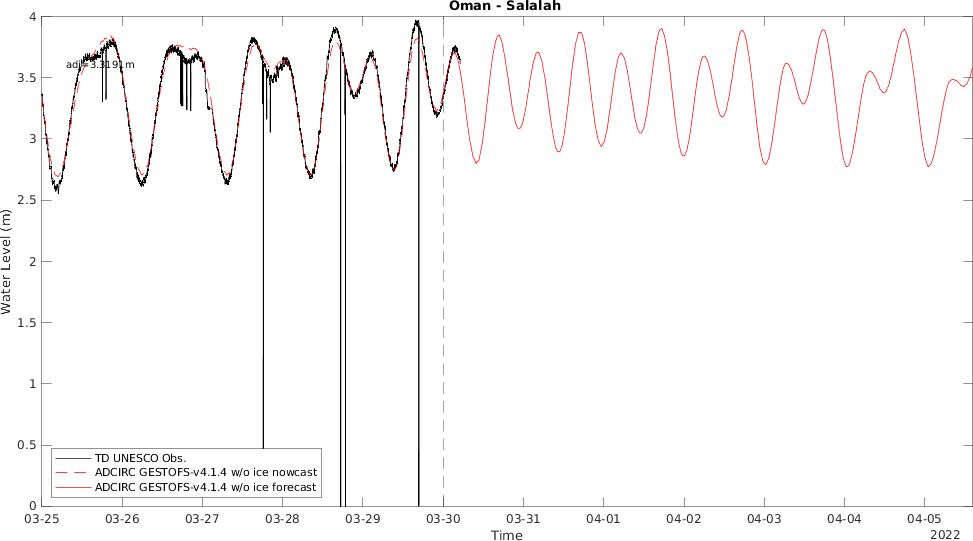 Oman - Salalah
4
3.5
3
2.5
2
1.5
1
0.5
0
Water Level (m)
adj=3.3191m
TD UNESCO Obs.
ADCIRC GESTOFS-v4.1.4 w/o ice nowcast
ADCIRC GESTOFS-v4.1.4 w/o ice forecast
03-25 03-26 03-27 03-28 03-29 03-30 03-31 04-01 04-02 04-03 04-04 04-05
Time
2022